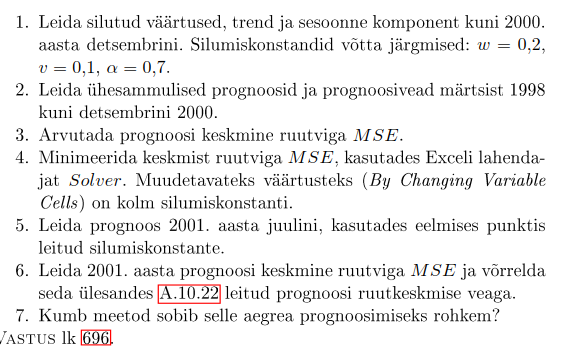 1. Leida silutud väärtused, trend ja sesoonne komponent kuni 2000.
aasta detsembrini. Silumiskonstandid võtta järgmised: w = 0,2,
v = 0,1, α = 0,7.
2. Leida ühesammulised prognoosid ja prognoosivead märtsist 1998
kuni detsembrini 2000.
3. Arvutada prognoosi keskmine ruutviga MSE.
4. Minimeerida keskmist ruutviga MSE, kasutades Exceli lahenda-
jat Solver. Muudetavateks väärtusteks (By Changing Variable
Cells) on kolm silumiskonstanti.
5. Leida prognoos 2001. aasta juulini, kasutades eelmises punktis
leitud silumiskonstante.
6. Leida 2001. aasta prognoosi keskmine ruutviga MSE ja võrrelda
seda ülesandes A.10.22 leitud prognoosi ruutkeskmise veaga.
7. Kumb meetod sobib selle aegrea prognoosimiseks rohkem?
VASTUS lk 696.